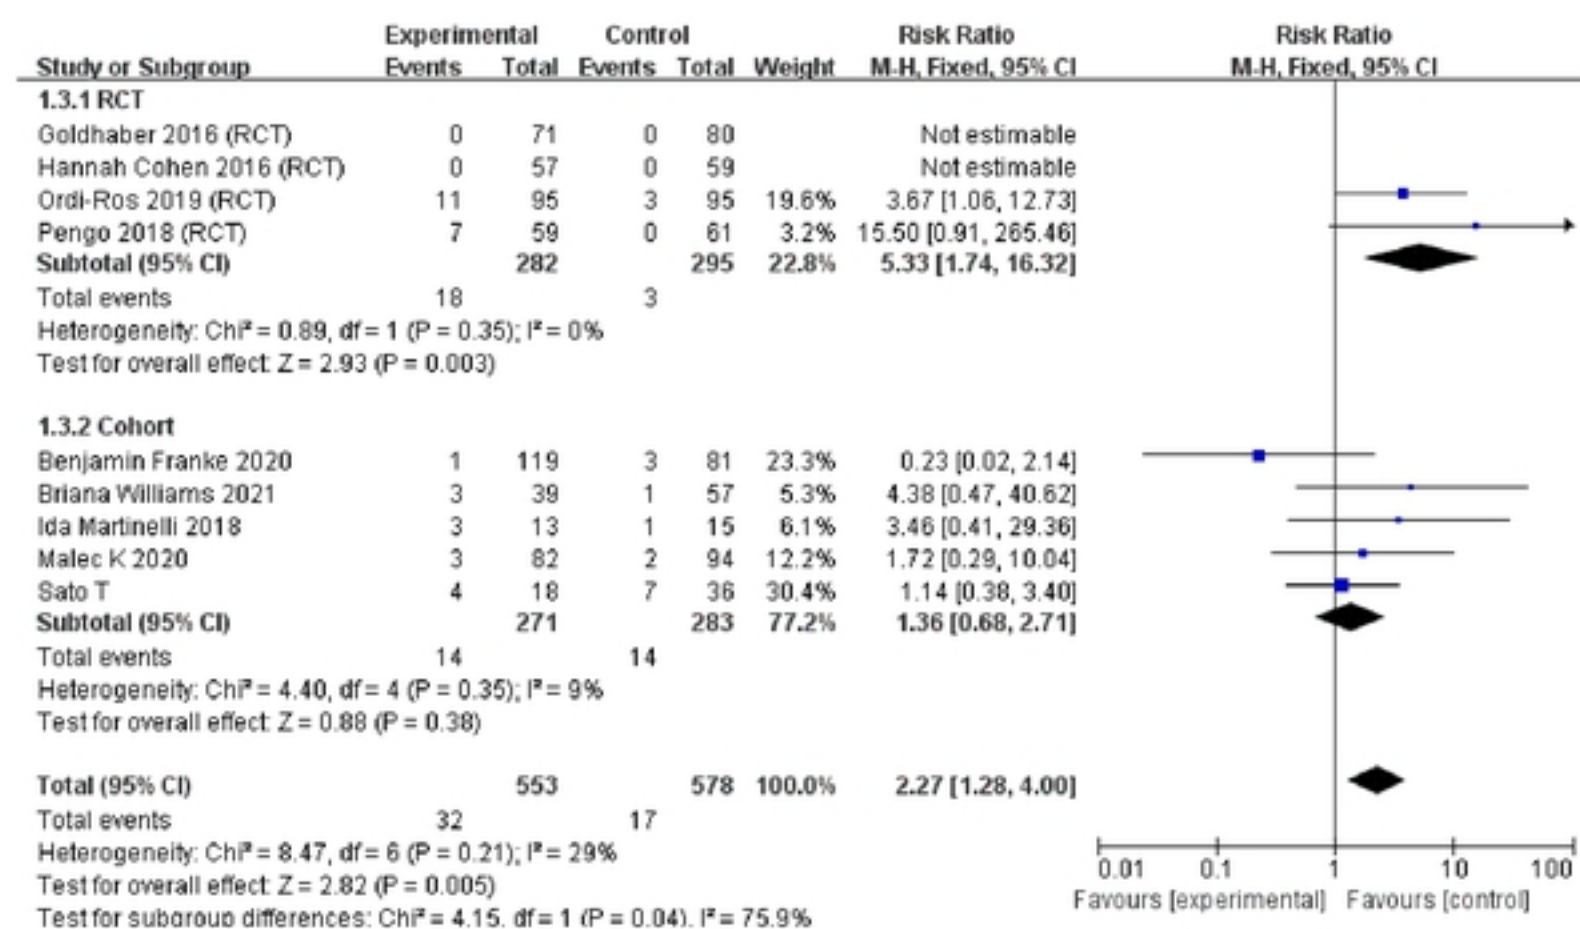 Experimental Control Risk Ratio Risk Ratio
Study or Subgroup Events Total Events Total Weight M-H, Fixed, 95% CI M-H, Fixed, 95% CI
1.3.1 RCT
Goldhaber 2016 (RCT) 0 71 0 80 Not estimable
Hannah Cohen 2016 (RCT) 0 57 0 59 Not estimable
Ordi-Ros 2019 (RCT) 11 95 3 95 19.6% 3.67 [1.06, 12.73]
Pengo 2018 (RCT) 7 59 0 61 3.2% 15.50 [0.91, 265.46]
Subtotal (95% CI) 282 295 22.8% 5.33 [1.74, 16.32]
Total events 18 3
Heterogeneity: Chi² = 0.89, df = 1 (P = 0.35); I² = 0%
Test for overall effect: Z = 2.93 (P = 0.003)
1.3.2 Cohort
Benjamin Franke 2020 1 119 3 81 23.3% 0.23 [0.02, 2.14]
Briana Williams 2021 3 39 1 57 5.3% 4.38 [0.47, 40.62]
Ida Martinelli 2018 3 13 1 15 6.1% 3.46 [0.41, 29.36]
Malec K 2020 3 82 2 94 12.2% 1.72 [0.29, 10.04]
Sato T 4 18 7 36 30.4% 1.14 [0.38, 3.40]
Subtotal (95% CI) 271 283 77.2% 1.36 [0.68, 2.71]
Total events 14 14
Heterogeneity: Chi² = 4.40, df = 4 (P = 0.35); I² = 9%
Test for overall effect: Z = 0.88 (P = 0.38)
Total (95% CI) 553 578 100.0% 2.27 [1.28, 4.00]
Total events 32 17
Heterogeneity: Chi² = 8.47, df = 6 (P = 0.21); I² = 29%
Test for overall effect: Z = 2.82 (P = 0.005)
Test for subgroup differences: Chi² = 4.15, df = 1 (P = 0.04), I² = 75.9%
0.01 0.1 1 10 100
Favours [experimental] Favours [control]